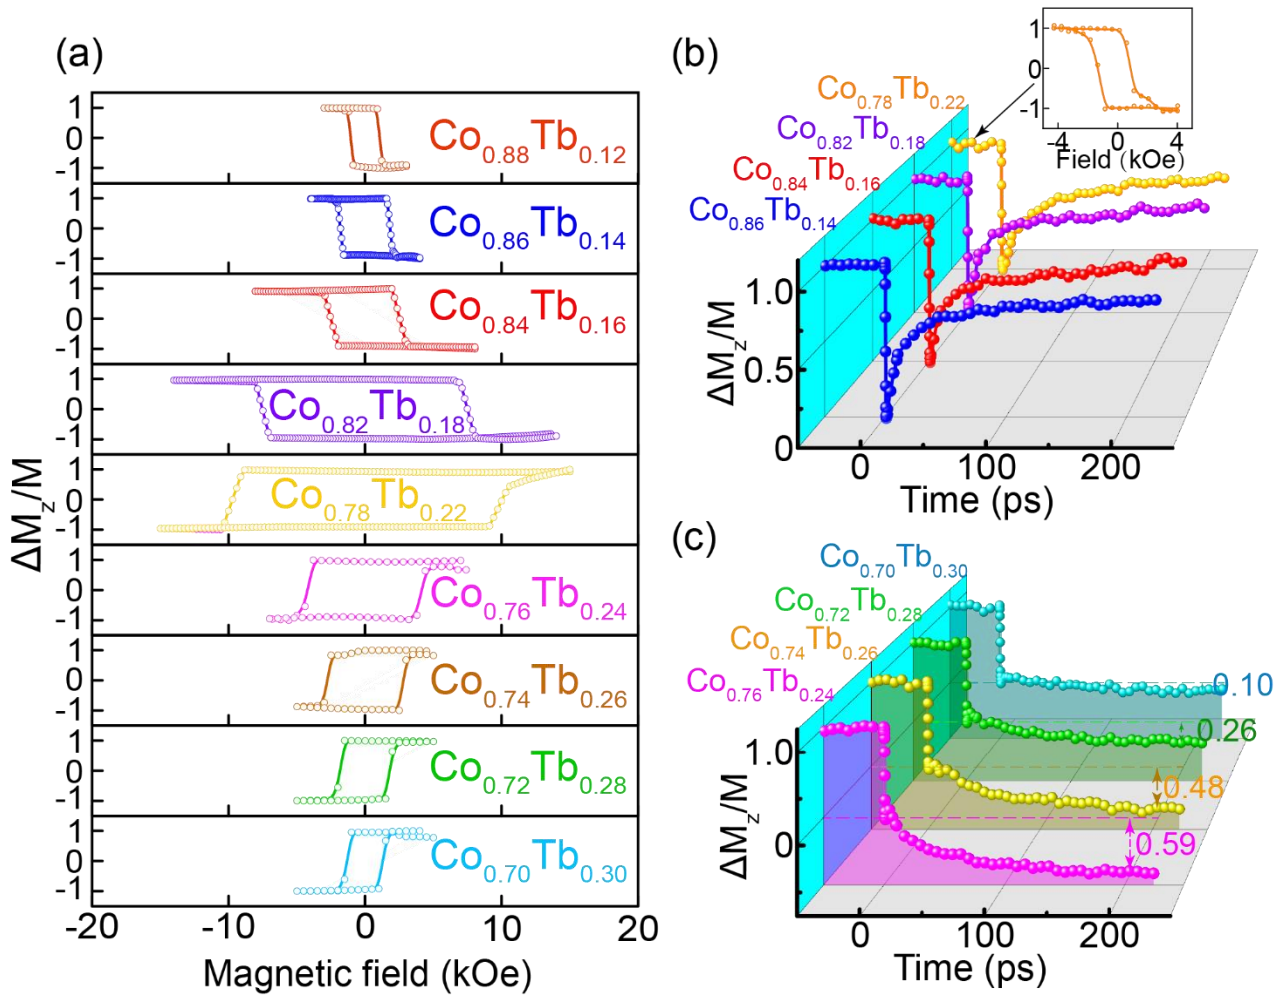 (a)
1
0
-1
Co0.88Tb0.12
1
0
-1
Co0.86Tb0.14
1
0
-1
Co0.84Tb0.16
1
0
-1
Co0.82Tb0.18
1
0
-1
Co0.78Tb0.22
1
0
-1
Co0.76Tb0.24
1
0
-1
Co0.74Tb0.26
1
0
-1
Co0.72Tb0.28
1
0
-1
Co0.70Tb0.30
ΔMz/M
-20 -10 0 10 20
Magnetic field (kOe)
(b)
1
0
-1
-4 0 4
Field (kOe)
Co0.78Tb0.22
Co0.82Tb0.18
Co0.84Tb0.16
Co0.86Tb0.14
1.0
0.5
0
ΔMz/M
0 100 200
Time (ps)
(c)
Co0.70Tb0.30
Co0.72Tb0.28
Co0.74Tb0.26
Co0.76Tb0.24
0.10
0.26
0.48
0.59
1.0
0
ΔMz/M
0 100 200
Time (ps)